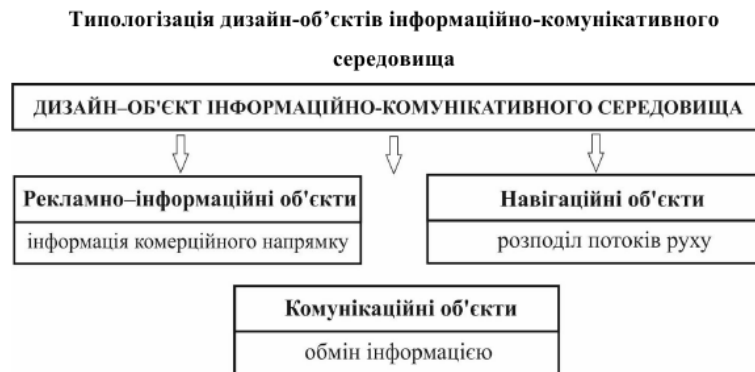 Типологізація дизайн-об’єктів інформаційно-комунікативного
середовища
ДИЗАЙН–ОБ'ЄКТ ІНФОРМАЦІЙНО-КОМУНІКАТИВНОГО СЕРЕДОВИЩА
Рекламно–інформаційні об'єкти
інформація комерційного напрямку
Навігаційні об'єкти
розподіл потоків руху
Комунікаційні об'єкти
обмін інформацією